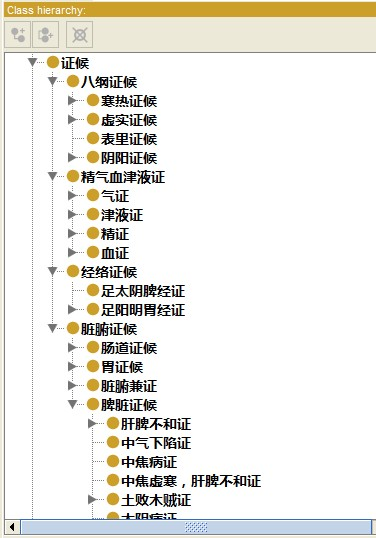 Class hierarchy:
证候
八纲证候
寒热证候
虚实证候
表里证候
阴阳证候
精气血津液证
气证
津液证
精证
血证
经络证候
足太阴脾经证
足阳明胃经证
脏腑证候
肠道证候
胃证候
脏腑兼证
脾脏证候
肝脾不和证
中气下陷证
中焦病证
中焦虚寒，肝脾不和证
土败木贼证